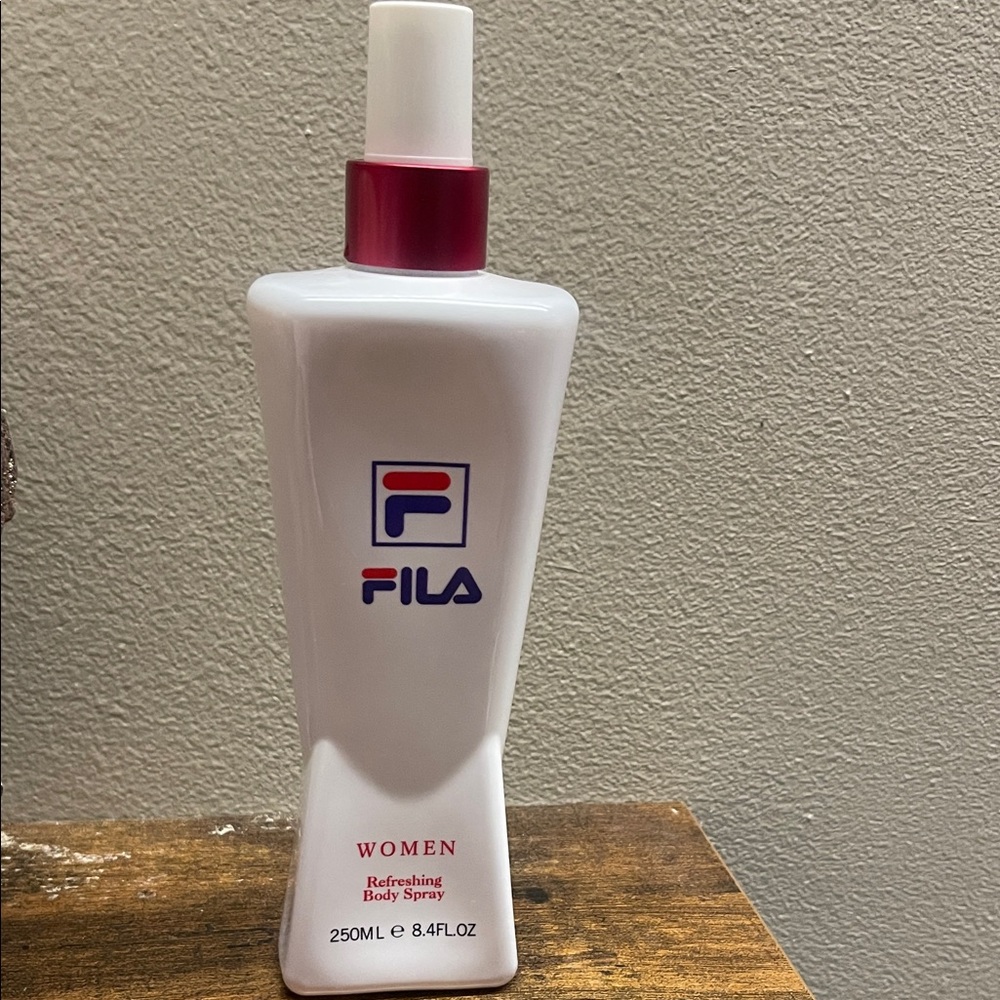 F
FILA
WOMEN
Refreshing
Body Spray
250ML ℮ 8.4FL.OZ